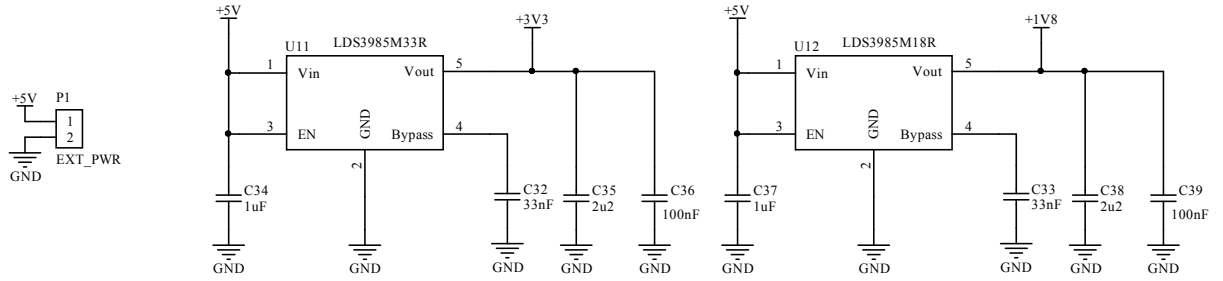 +5V
P1
1
2
EXT_PWR
GND
+5V
U11
LDS3985M33R
+3V3
1
Vin
Vout
5
3
EN
GND
Bypass
4
2
C34
1uF
C32
33nF
C35
2u2
C36
100nF
GND
GND
GND
GND
GND
+5V
U12
LDS3985M18R
+1V8
1
Vin
Vout
5
3
EN
GND
Bypass
4
2
C37
1uF
C33
33nF
C38
2u2
C39
100nF
GND
GND
GND
GND
GND